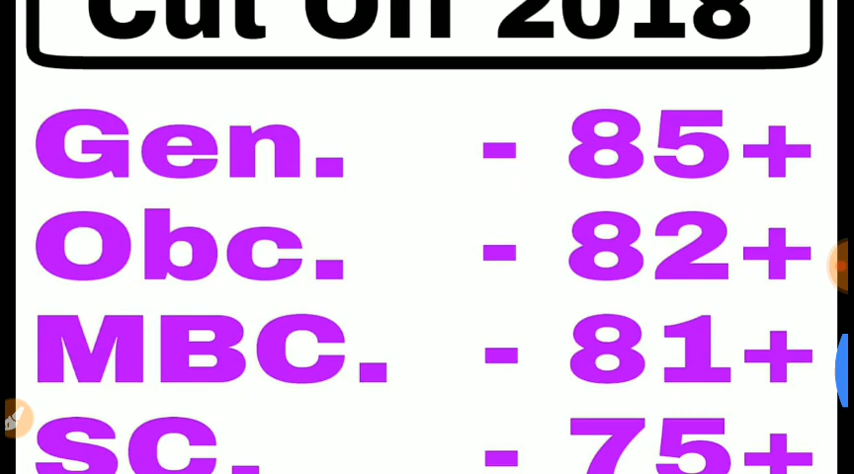 Cut Off 2018
Gen. - 85+
Obc. - 82+
MBC. - 81+
SC. - 75+